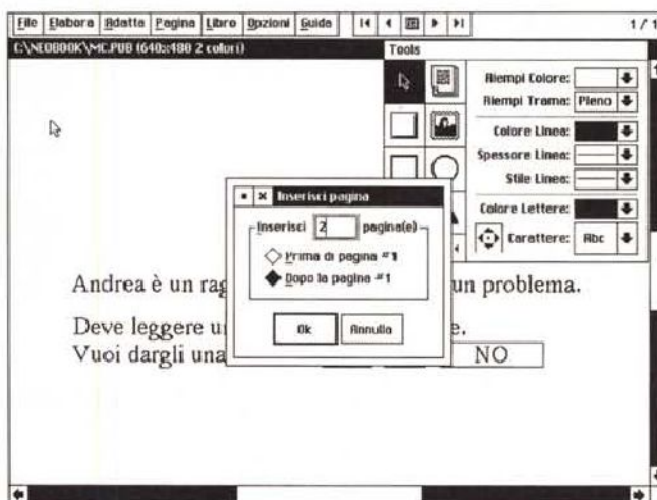 File Elabora Adatta Pagina Libro Opzioni Guida 1 / 1
C:\NEOBOOK\MC.PUB (640x480 2 colori) Tools
Riempi Colore:
Riempi Trama: Pieno
Colore Linea:
Spessore Linea:
Stile Linea:
Colore Lettere:
Carattere: Abc
Inserisci pagina
Inserisci 2 pagina(e)
Prima di pagina #1
Dopo la pagina #1
Ok Annulla
Andrea è un rag un problema.
Deve leggere un e.
Vuoi dargli una NO